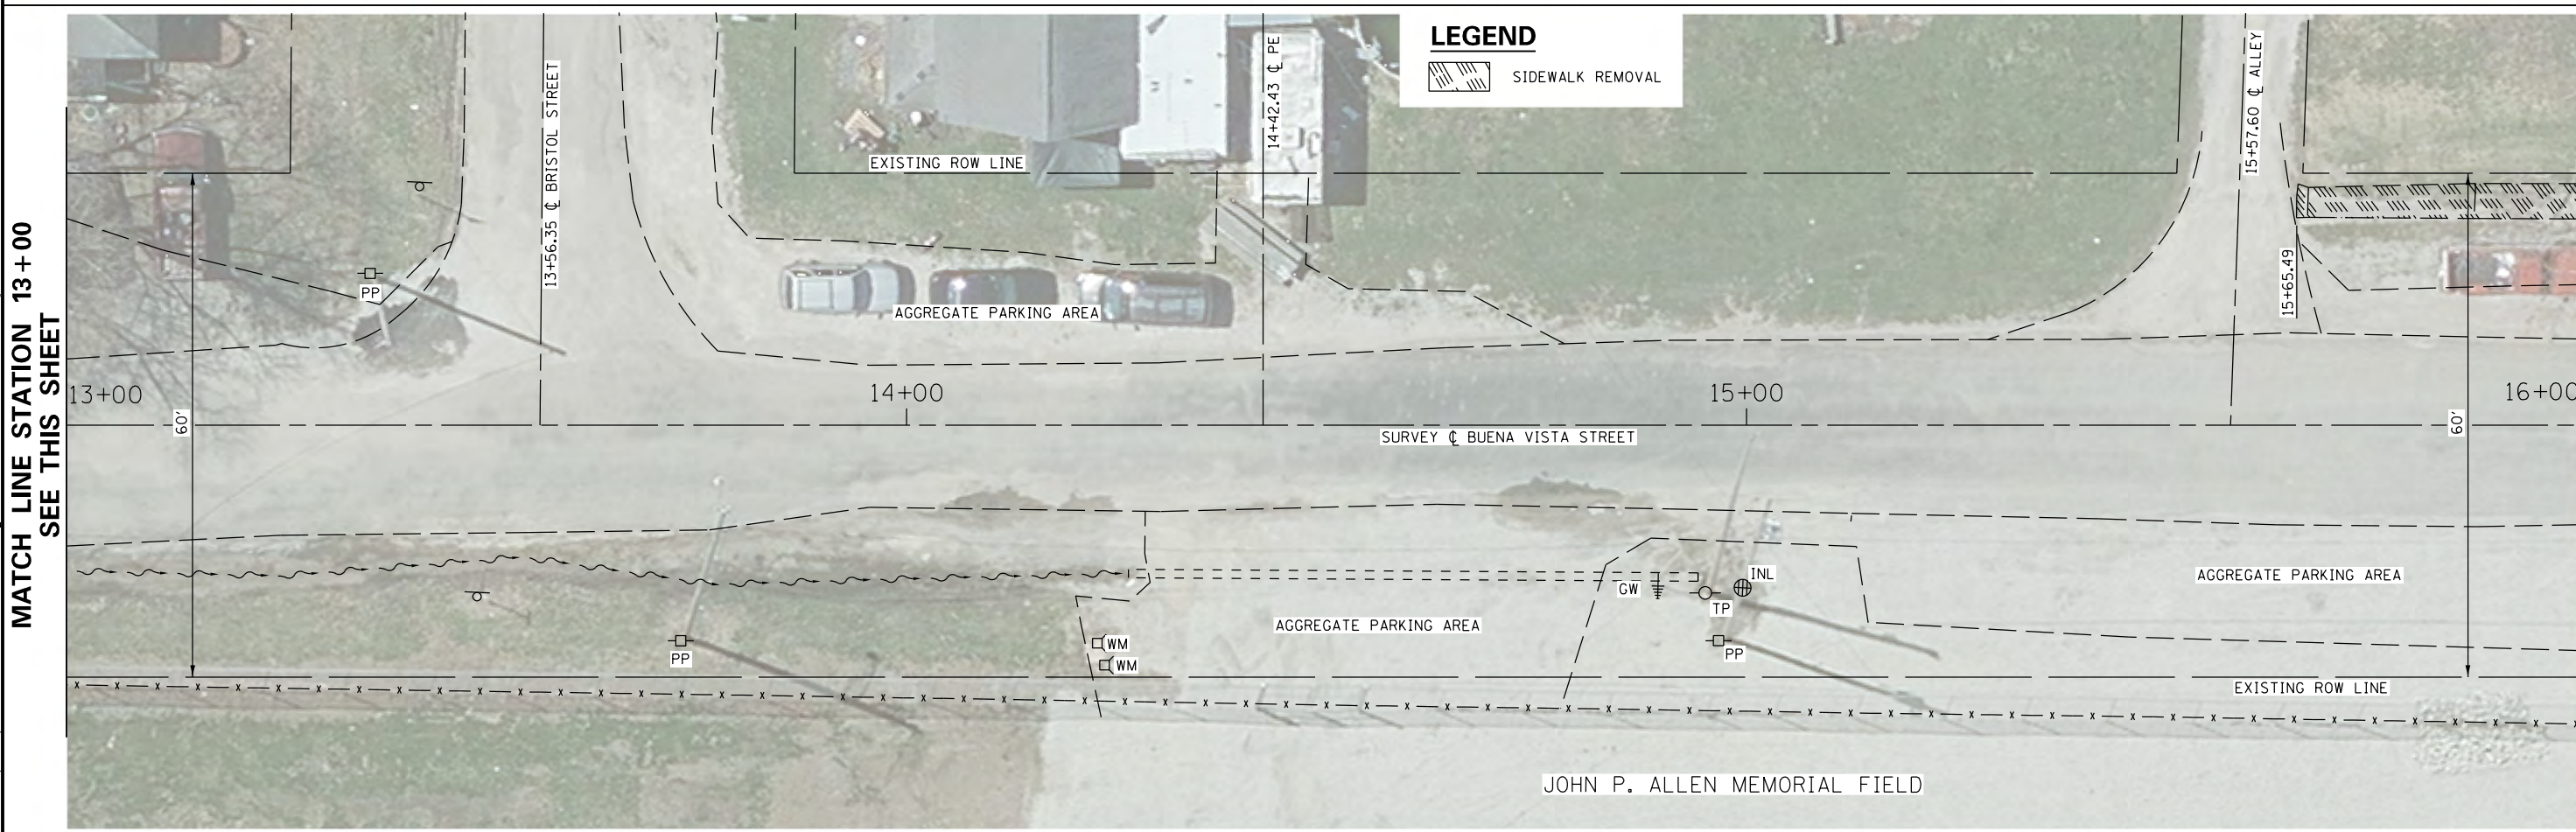 LEGEND
SIDEWALK REMOVAL
MATCH LINE STATION 13+00
SEE THIS SHEET
13+56.35 ℄ BRISTOL STREET
14+42.43 ℄ PE
15+57.60 ℄ ALLEY
15+65.49
EXISTING ROW LINE
PP
AGGREGATE PARKING AREA
13+00
14+00
15+00
16+00
60'
60'
SURVEY ℄ BUENA VISTA STREET
GW
INL
TP
AGGREGATE PARKING AREA
AGGREGATE PARKING AREA
PP
WM
WM
PP
EXISTING ROW LINE
JOHN P. ALLEN MEMORIAL FIELD